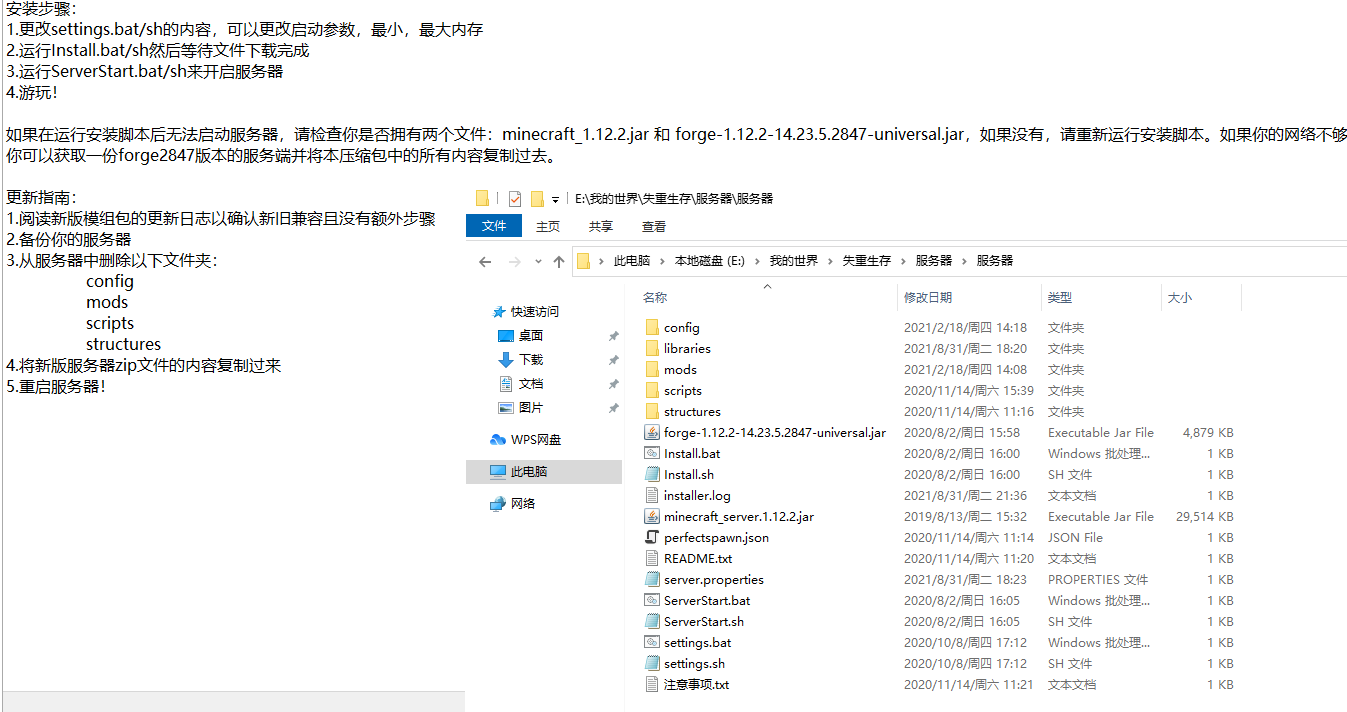 安装步骤：
1.更改settings.bat/sh的内容，可以更改启动参数，最小，最大内存
2.运行Install.bat/sh然后等待文件下载完成
3.运行ServerStart.bat/sh来开启服务器
4.游玩！
如果在运行安装脚本后无法启动服务器，请检查你是否拥有两个文件：minecraft_1.12.2.jar 和 forge-1.12.2-14.23.5.2847-universal.jar，如果没有，请重新运行安装脚本。如果你的网络不够
你可以获取一份forge2847版本的服务端并将本压缩包中的所有内容复制过去。
更新指南：
1.阅读新版模组包的更新日志以确认新旧兼容且没有额外步骤
2.备份你的服务器
3.从服务器中删除以下文件夹：
config
mods
scripts
structures
4.将新版服务器zip文件的内容复制过来
5.重启服务器！
E:\我的世界\失重生存\服务器\服务器
文件 主页 共享 查看
此电脑 › 本地磁盘 (E:) › 我的世界 › 失重生存 › 服务器 › 服务器
快速访问
桌面
下载
文档
图片
WPS网盘
此电脑
网络
名称 修改日期 类型 大小
config 2021/2/18/周四 14:18 文件夹
libraries 2021/8/31/周二 18:20 文件夹
mods 2021/2/18/周四 14:08 文件夹
scripts 2020/11/14/周六 15:39 文件夹
structures 2020/11/14/周六 11:16 文件夹
forge-1.12.2-14.23.5.2847-universal.jar 2020/8/2/周日 15:58 Executable Jar File 4,879 KB
Install.bat 2020/8/2/周日 16:00 Windows 批处理... 1 KB
Install.sh 2020/8/2/周日 16:00 SH 文件 1 KB
installer.log 2021/8/31/周二 21:36 文本文档 1 KB
minecraft_server.1.12.2.jar 2019/8/13/周二 15:32 Executable Jar File 29,514 KB
perfectspawn.json 2020/11/14/周六 11:14 JSON File 1 KB
README.txt 2020/11/14/周六 11:20 文本文档 1 KB
server.properties 2021/8/31/周二 18:23 PROPERTIES 文件 1 KB
ServerStart.bat 2020/8/2/周日 16:05 Windows 批处理... 1 KB
ServerStart.sh 2020/8/2/周日 16:05 SH 文件 1 KB
settings.bat 2020/10/8/周四 17:12 Windows 批处理... 1 KB
settings.sh 2020/10/8/周四 17:12 SH 文件 1 KB
注意事项.txt 2020/11/14/周六 11:21 文本文档 1 KB